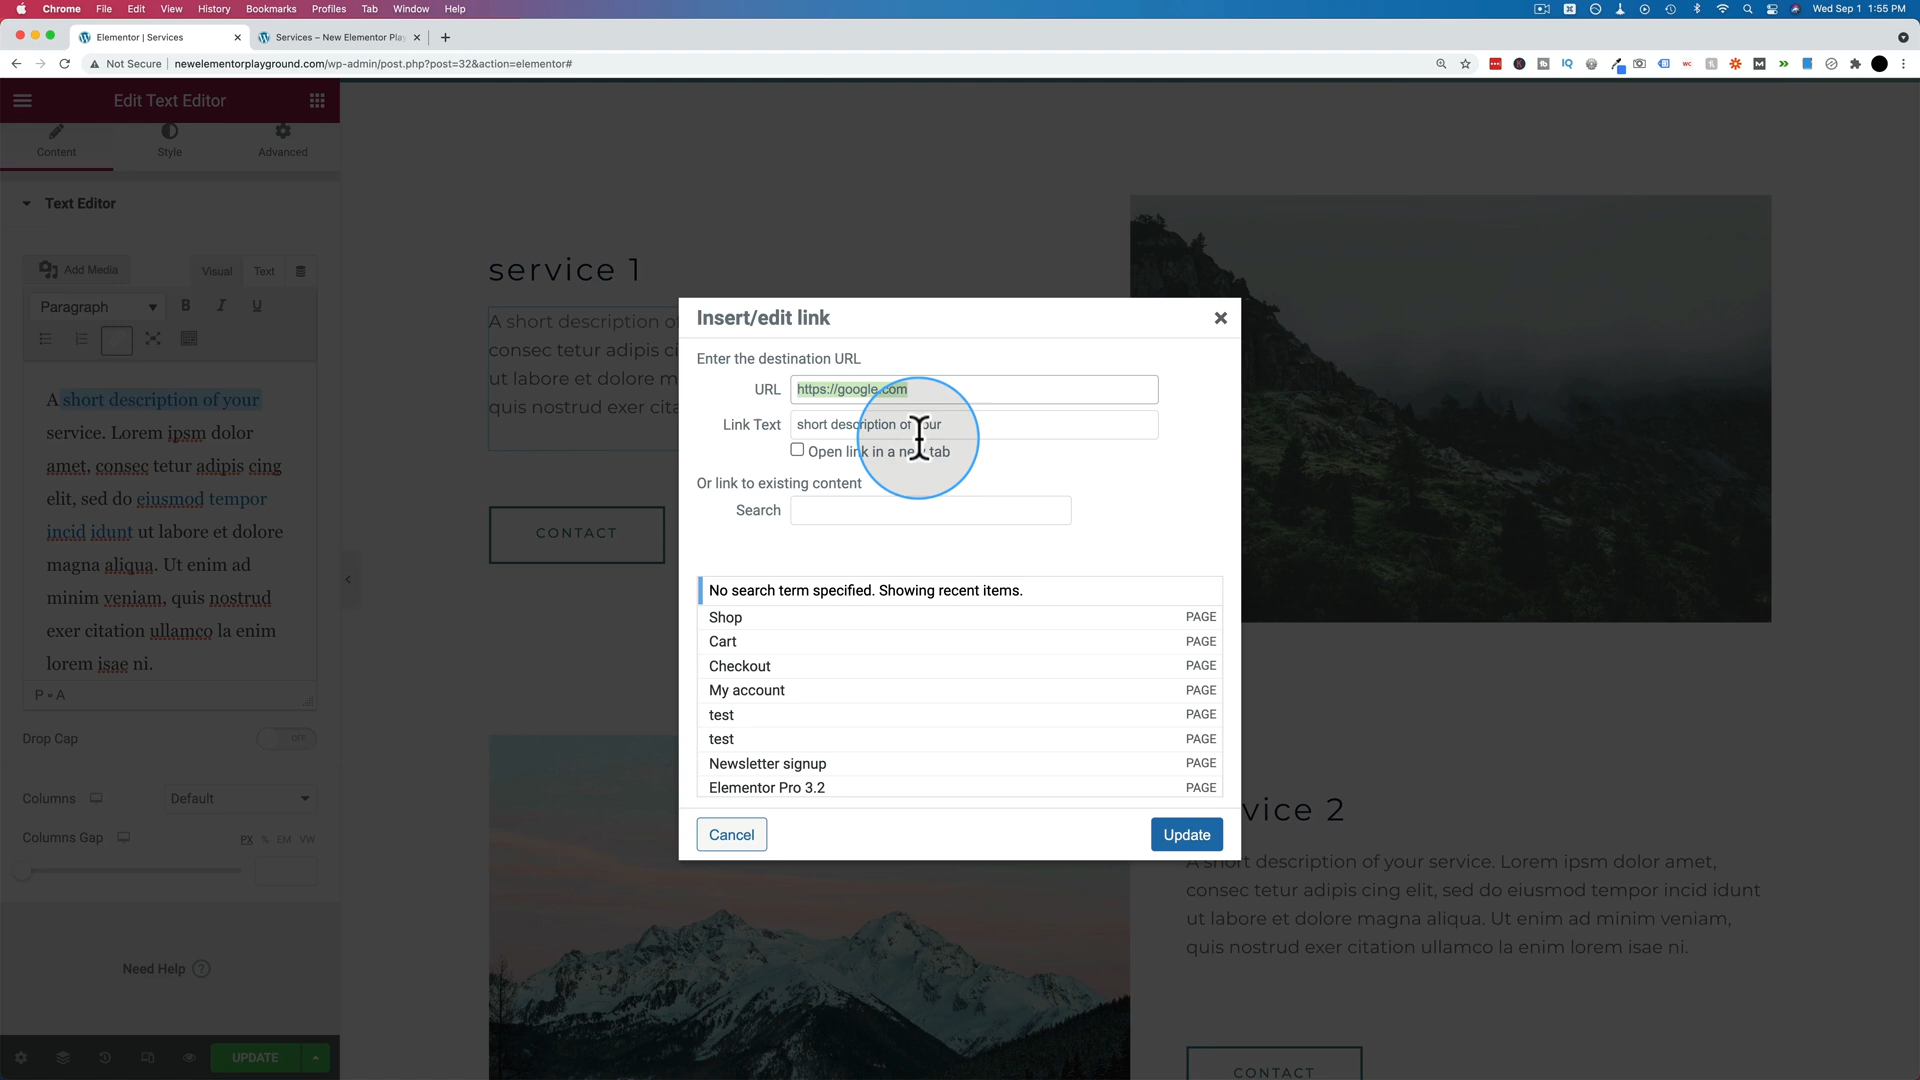 Chrome File Edit View History Bookmarks Profiles Tab Window Help
Wed Sep 1 1:55 PM
Elementor | Services
Services – New Elementor Play
Not Secure
newelementorplayground.com/wp-admin/post.php?post=32&action=elementor#
Edit Text Editor
Content
Style
Advanced
Text Editor
Add Media
Visual
Text
Paragraph
B I U
A short description of your
service. Lorem ipsm dolor
amet, consec tetur adipis cing
elit, sed do eiusmod tempor
incid idunt ut labore et dolore
magna aliqua. Ut enim ad
minim veniam, quis nostrud
exer citation ullamco la enim
lorem isae ni.
P » A
Drop Cap
OFF
Columns
Default
Columns Gap
PX % EM VW
Need Help ?
UPDATE
service 1
A short description o
consec tetur adipis ci
ut labore et dolore m
quis nostrud exer cita
CONTACT
Insert/edit link
Enter the destination URL
URL
https://google.com
Link Text
short description of your
Open link in a new tab
Or link to existing content
Search
No search term specified. Showing recent items.
Shop PAGE
Cart PAGE
Checkout PAGE
My account PAGE
test PAGE
test PAGE
Newsletter signup PAGE
Elementor Pro 3.2 PAGE
Cancel
Update
vice 2
A short description of your service. Lorem ipsm dolor amet,
consec tetur adipis cing elit, sed do eiusmod tempor incid idunt
ut labore et dolore magna aliqua. Ut enim ad minim veniam,
quis nostrud exer citation ullamco la enim lorem isae ni.
CONTACT